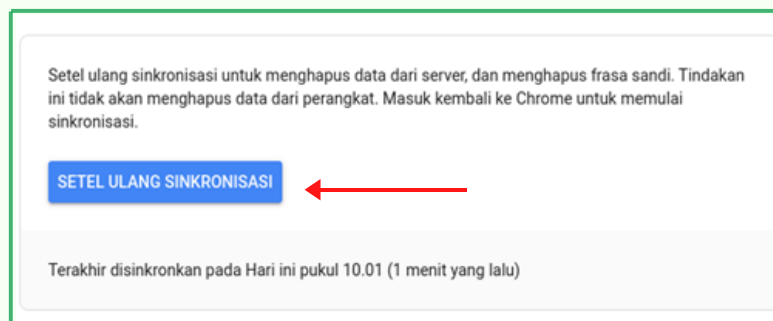 Setel ulang sinkronisasi untuk menghapus data dari server, dan menghapus frasa sandi. Tindakan
ini tidak akan menghapus data dari perangkat. Masuk kembali ke Chrome untuk memulai
sinkronisasi.
SETEL ULANG SINKRONISASI
Terakhir disinkronkan pada Hari ini pukul 10.01 (1 menit yang lalu)